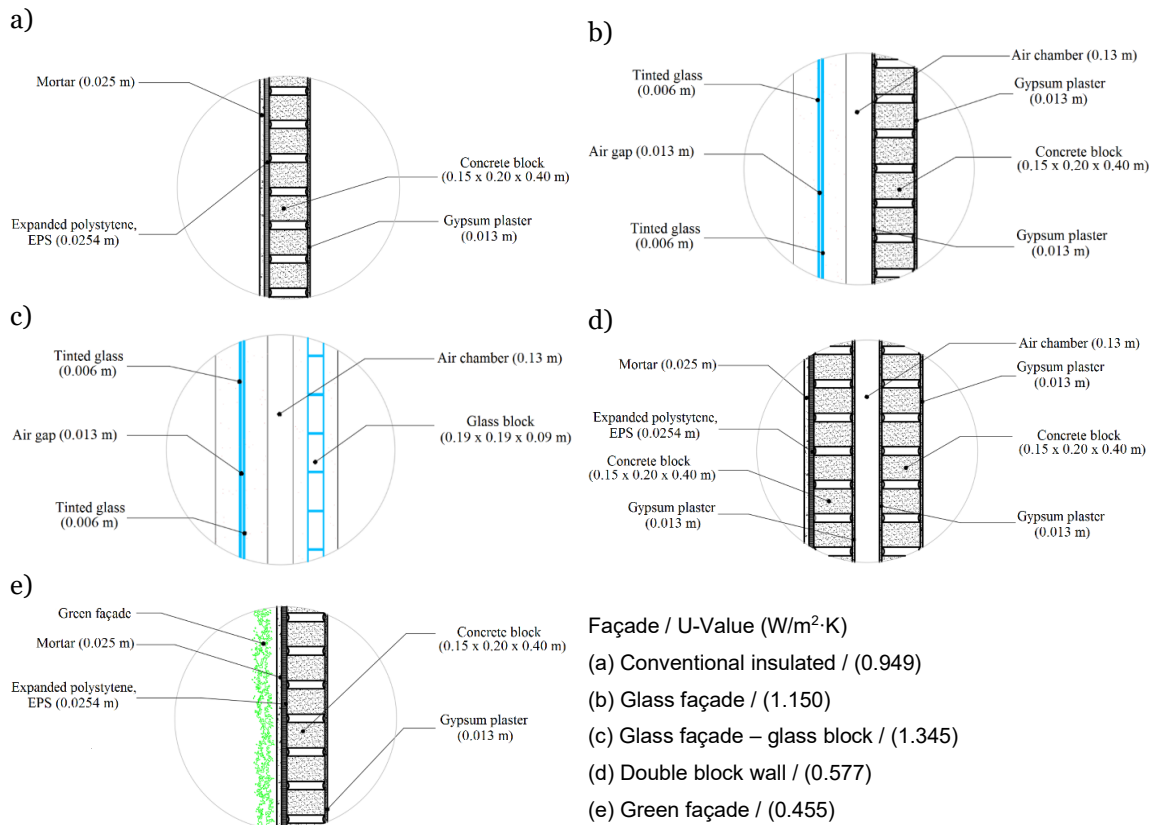 a)
Mortar (0.025 m)
Concrete block
(0.15 x 0.20 x 0.40 m)
Expanded polystytene,
EPS (0.0254 m)
Gypsum plaster
(0.013 m)
b)
Air chamber (0.13 m)
Tinted glass
(0.006 m)
Gypsum plaster
(0.013 m)
Air gap (0.013 m)
Concrete block
(0.15 x 0.20 x 0.40 m)
Tinted glass
(0.006 m)
Gypsum plaster
(0.013 m)
c)
Tinted glass
(0.006 m)
Air chamber (0.13 m)
Air gap (0.013 m)
Glass block
(0.19 x 0.19 x 0.09 m)
Tinted glass
(0.006 m)
d)
Air chamber (0.13 m)
Mortar (0.025 m)
Gypsum plaster
(0.013 m)
Expanded polystytene,
EPS (0.0254 m)
Concrete block
(0.15 x 0.20 x 0.40 m)
Concrete block
(0.15 x 0.20 x 0.40 m)
Gypsum plaster
(0.013 m)
Gypsum plaster
(0.013 m)
e)
Green façade
Mortar (0.025 m)
Concrete block
(0.15 x 0.20 x 0.40 m)
Expanded polystytene,
EPS (0.0254 m)
Gypsum plaster
(0.013 m)
Façade / U-Value (W/m²·K)
(a) Conventional insulated / (0.949)
(b) Glass façade / (1.150)
(c) Glass façade – glass block / (1.345)
(d) Double block wall / (0.577)
(e) Green façade / (0.455)